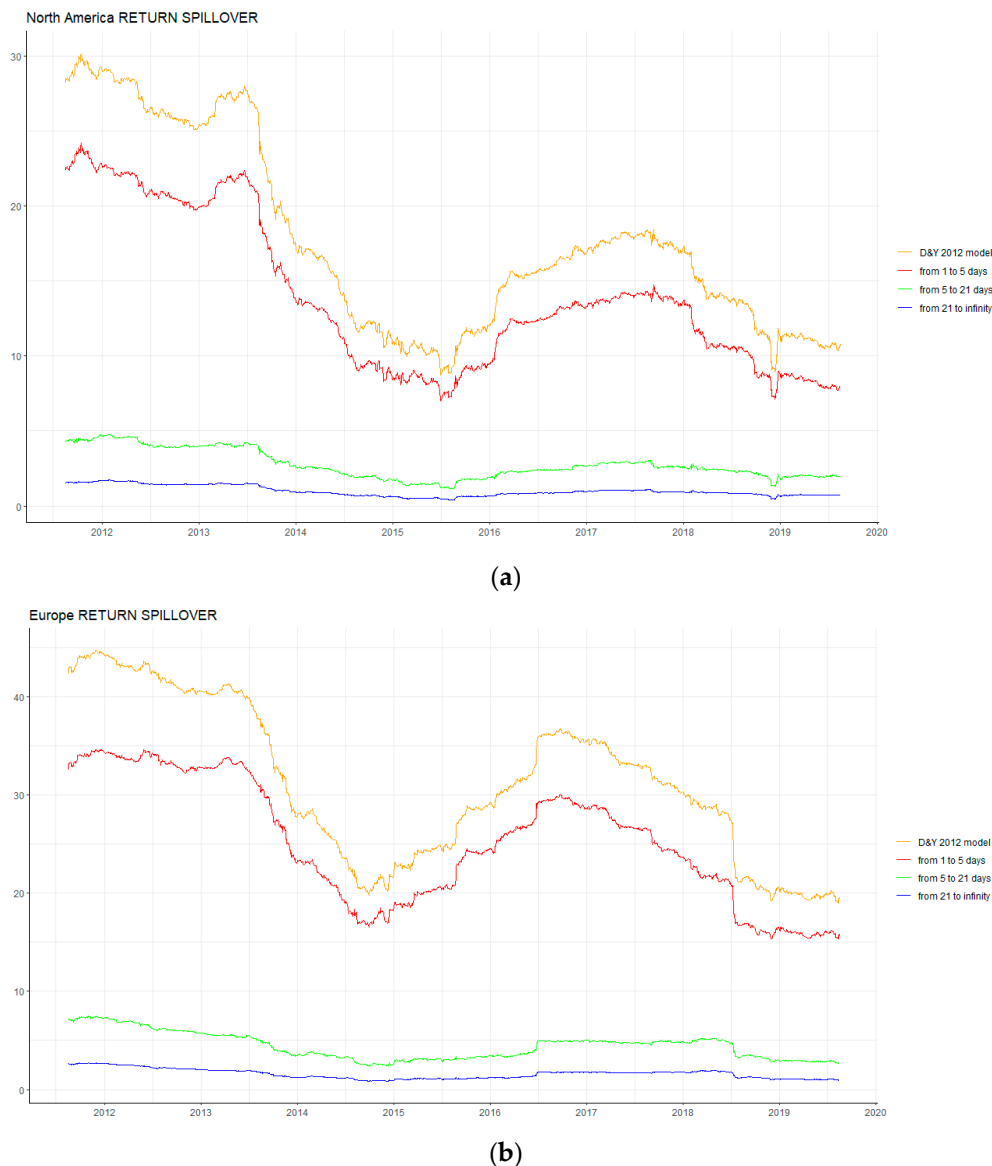 North America RETURN SPILLOVER
30
20
10
0
2012 2013 2014 2015 2016 2017 2018 2019 2020
D&Y 2012 model
from 1 to 5 days
from 5 to 21 days
from 21 to infinity
(a)
Europe RETURN SPILLOVER
40
30
20
10
0
2012 2013 2014 2015 2016 2017 2018 2019 2020
D&Y 2012 model
from 1 to 5 days
from 5 to 21 days
from 21 to infinity
(b)